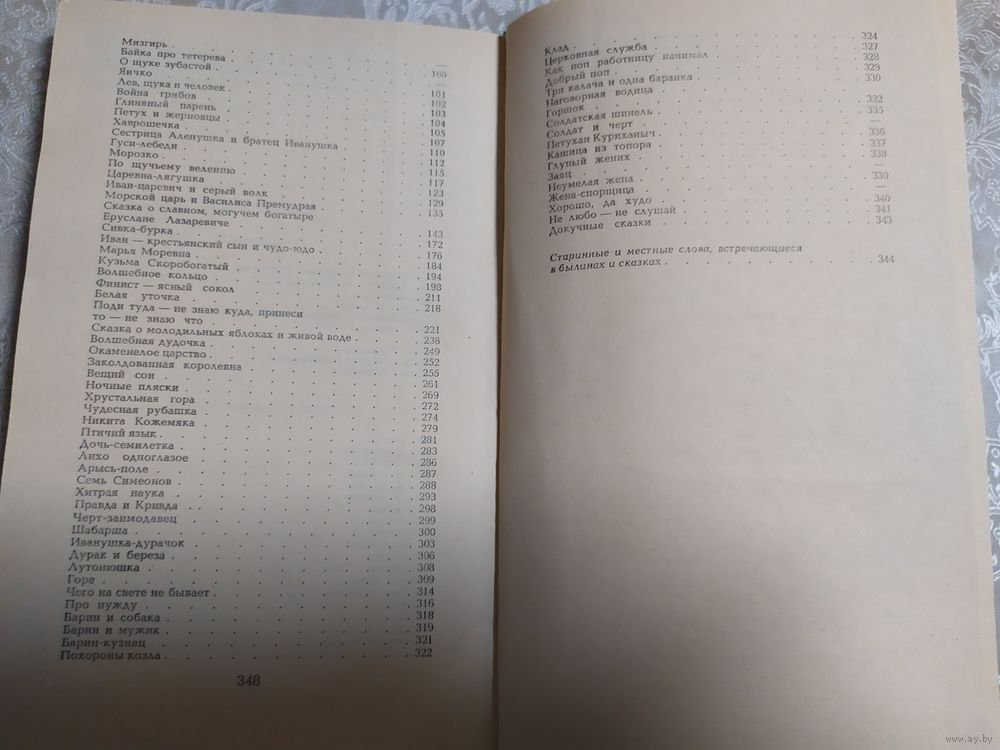 Мизгирь . . . . . . . . . —
Байка про тетерева . . . . . . . . . 100
О щуке зубастой . . . . . . . . . —
Яичко . . . . . . . . . 101
Лев, щука и человек . . . . . . . . . 102
Война грибов . . . . . . . . . 103
Глиняный парень . . . . . . . . . 104
Петух и жерновцы . . . . . . . . . 105
Хаврошечка . . . . . . . . . 107
Сестрица Аленушка и братец Иванушка . . . . . 110
Гуси-лебеди . . . . . . . . . 112
Морозко . . . . . . . . . 115
По щучьему велению . . . . . . . . . 117
Царевна-лягушка . . . . . . . . . 123
Иван-царевич и серый волк . . . . . . . 129
Морской царь и Василиса Премудрая . . . . . 135
Сказка о славном, могучем богатыре
Еруслане Лазаревиче . . . . . . . . . 143
Сивка-бурка . . . . . . . . . 172
Иван — крестьянский сын и чудо-юдо . . . . . 176
Марья Моревна . . . . . . . . . 184
Кузьма Скоробогатый . . . . . . . . . 194
Волшебное кольцо . . . . . . . . . 198
Финист — ясный сокол . . . . . . . . . 211
Белая уточка . . . . . . . . . 218
Поди туда — не знаю куда, принеси
то — не знаю что . . . . . . . . . 221
Сказка о молодильных яблоках и живой воде . . . . 236
Волшебная дудочка . . . . . . . . . 249
Окаменелое царство . . . . . . . . . 252
Заколдованная королевна . . . . . . . . . 255
Вещий сон . . . . . . . . . 261
Ночные пляски . . . . . . . . . 269
Хрустальная гора . . . . . . . . . 272
Чудесная рубашка . . . . . . . . . 274
Никита Кожемяка . . . . . . . . . 279
Птичий язык . . . . . . . . . 281
Дочь-семилетка . . . . . . . . . 283
Лихо одноглазое . . . . . . . . . 286
Арысь-поле . . . . . . . . . 287
Семь Симеонов . . . . . . . . . 288
Хитрая наука . . . . . . . . . 293
Правда и Кривда . . . . . . . . . 298
Черт-заимодавец . . . . . . . . . 299
Шабарша . . . . . . . . . 300
Иванушка-дурачок . . . . . . . . . 303
Дурак и береза . . . . . . . . . 306
Лутонюшка . . . . . . . . . 308
Горе . . . . . . . . . 309
Чего на свете не бывает . . . . . . . . . 314
Про нужду . . . . . . . . . 316
Барин и собака . . . . . . . . . 318
Барин и мужик . . . . . . . . . 319
Барин-кузнец . . . . . . . . . 321
Похороны козла . . . . . . . . . 322
348
Клад . . . . . . . . . 324
Церковная служба . . . . . . . . . 327
Как поп работницу нанимал . . . . . . . 328
Добрый поп . . . . . . . . . 329
Три калача и одна баранка . . . . . . . 330
Наговорная водица . . . . . . . . . —
Горшок . . . . . . . . . 332
Солдатская шинель . . . . . . . . . 335
Солдат и черт . . . . . . . . . —
Петухан Куриханыч . . . . . . . . . 336
Кашица из топора . . . . . . . . . 337
Глупый жених . . . . . . . . . 338
Заяц . . . . . . . . . —
Неумелая жена . . . . . . . . . 339
Жена-спорщица . . . . . . . . . —
Хорошо, да худо . . . . . . . . . 340
Не любо — не слушай . . . . . . . . . 341
Докучные сказки . . . . . . . . . 343
Старинные и местные слова, встречающиеся
в былинах и сказках . . . . . . . . . 344
www.ay.by